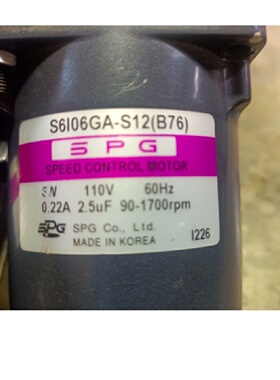 S6I06GA-S12(B76)
SPG
SPEED CONTROL MOTOR
S/N 110V 60Hz
0.22A 2.5uF 90-1700rpm
SPG SPG Co., Ltd.
MADE IN KOREA I226